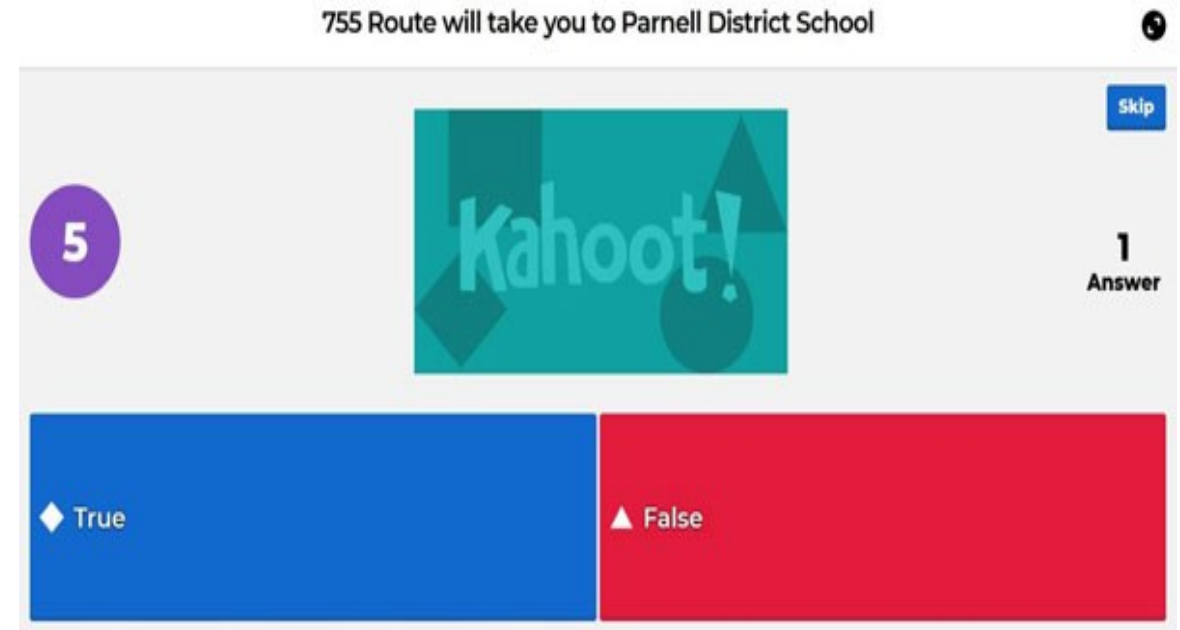 755 Route will take you to Parnell District School
Skip
Kahoot!
5
1
Answer
True
False